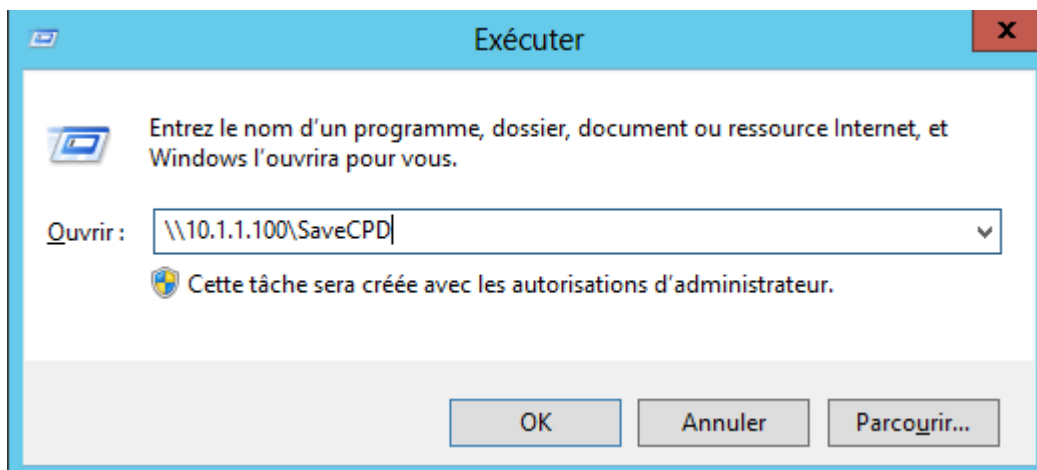 Exécuter
x
Entrez le nom d'un programme, dossier, document ou ressource Internet, et
Windows l'ouvrira pour vous.
Ouvrir :
\\10.1.1.100\SaveCPD
Cette tâche sera créée avec les autorisations d'administrateur.
OK
Annuler
Parcourir...